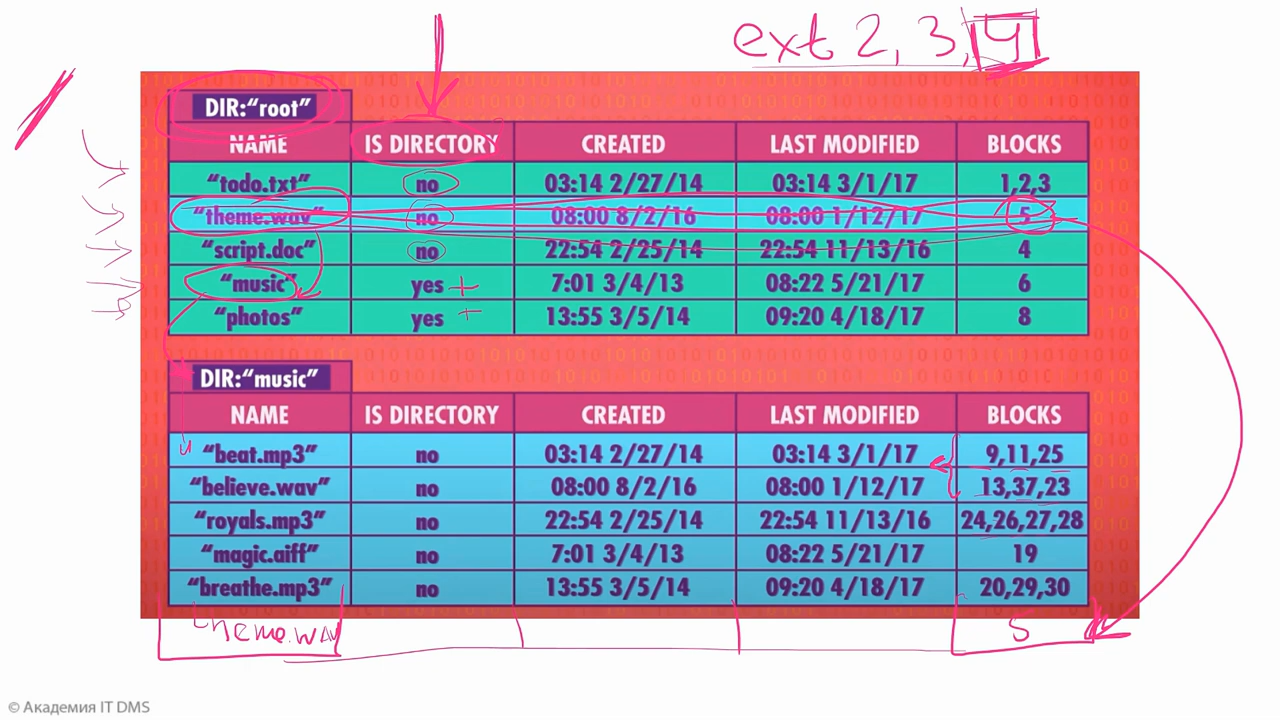 ext 2, 3, 4
DIR:“root”
NAME IS DIRECTORY CREATED LAST MODIFIED BLOCKS
“todo.txt” no 03:14 2/27/14 03:14 3/1/17 1,2,3
“theme.wav” no 08:00 8/2/16 08:00 1/12/17 5
“script.doc” no 22:54 2/25/14 22:54 11/13/16 4
“music” yes + 7:01 3/4/13 08:22 5/21/17 6
“photos” yes + 13:55 3/5/14 09:20 4/18/17 8
DIR:“music”
NAME IS DIRECTORY CREATED LAST MODIFIED BLOCKS
“beat.mp3” no 03:14 2/27/14 03:14 3/1/17 9,11,25
“believe.wav” no 08:00 8/2/16 08:00 1/12/17 13,37,23
“royals.mp3” no 22:54 2/25/14 22:54 11/13/16 24,26,27,28
“magic.aiff” no 7:01 3/4/13 08:22 5/21/17 19
“breathe.mp3” no 13:55 3/5/14 09:20 4/18/17 20,29,30
theme.wav 5
© Академия IT DMS